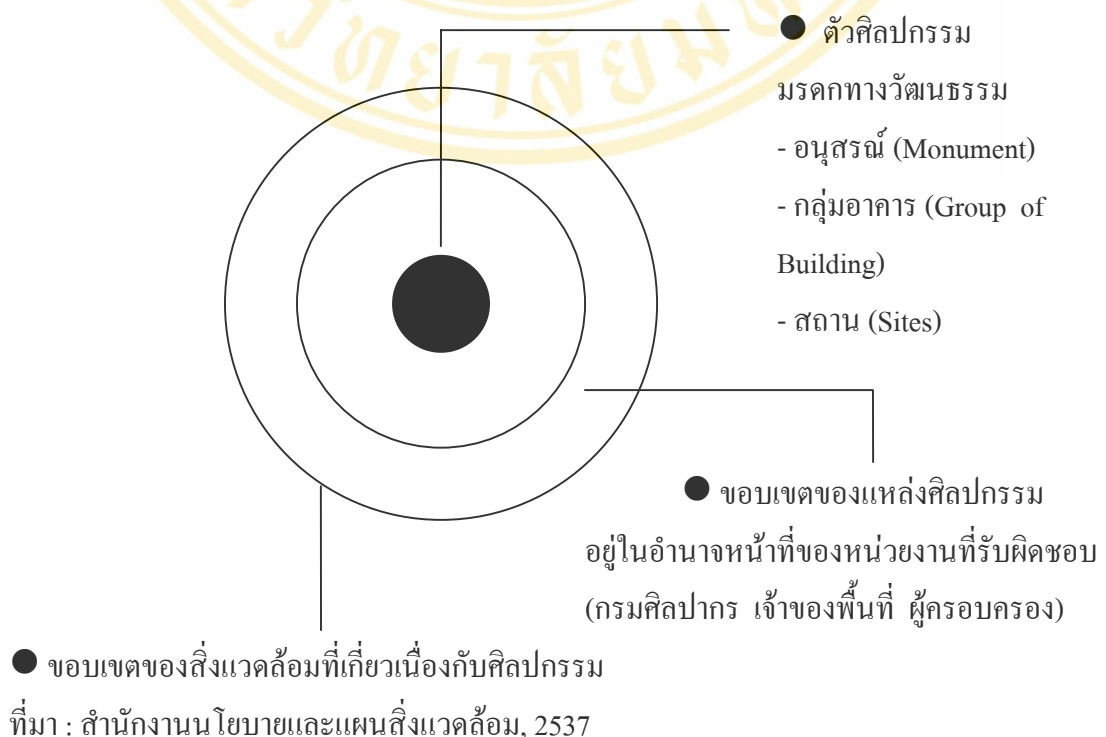 ● ตัวศิลปกรรม
มรดกทางวัฒนธรรม
- อนุสรณ์ (Monument)
- กลุ่มอาคาร (Group of
Building)
- สถาน (Sites)
● ขอบเขตของแหล่งศิลปกรรม
อยู่ในอำนาจหน้าที่ของหน่วยงานที่รับผิดชอบ
(กรมศิลปากร เจ้าของพื้นที่ ผู้ครอบครอง)
● ขอบเขตของสิ่งแวดล้อมที่เกี่ยวเนื่องกับศิลปกรรม
ที่มา : สำนักงานนโยบายและแผนสิ่งแวดล้อม, 2537